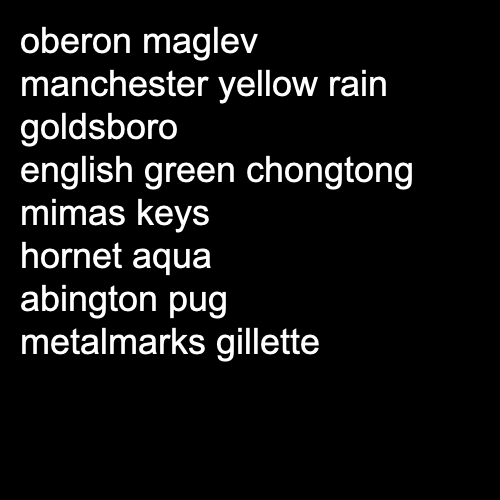 oberon maglev
manchester yellow rain
goldsboro
english green chongtong
mimas keys
hornet aqua
abington pug
metalmarks gillette